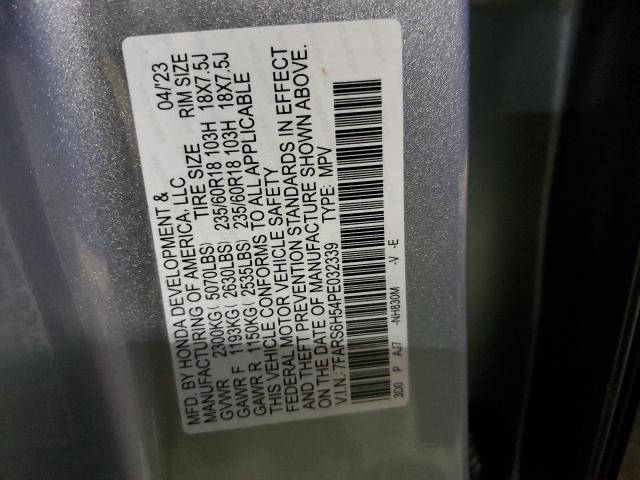 MFD. BY HONDA DEVELOPMENT & 04/23
MANUFACTURING OF AMERICA, LLC
TIRE SIZE RIM SIZE
GVWR 2300KG( 5070LBS)
GAWR F 1193KG( 2630LBS) 235/60R18 103H 18X7.5J
GAWR R 1150KG( 2535LBS) 235/60R18 103H 18X7.5J
THIS VEHICLE CONFORMS TO ALL APPLICABLE
FEDERAL MOTOR VEHICLE SAFETY
AND THEFT PREVENTION STANDARDS IN EFFECT
ON THE DATE OF MANUFACTURE SHOWN ABOVE.
V.I.N.: 7FARS6H54PE032339 TYPE: MPV
3D0 P AJ7 -NH830M -V -E